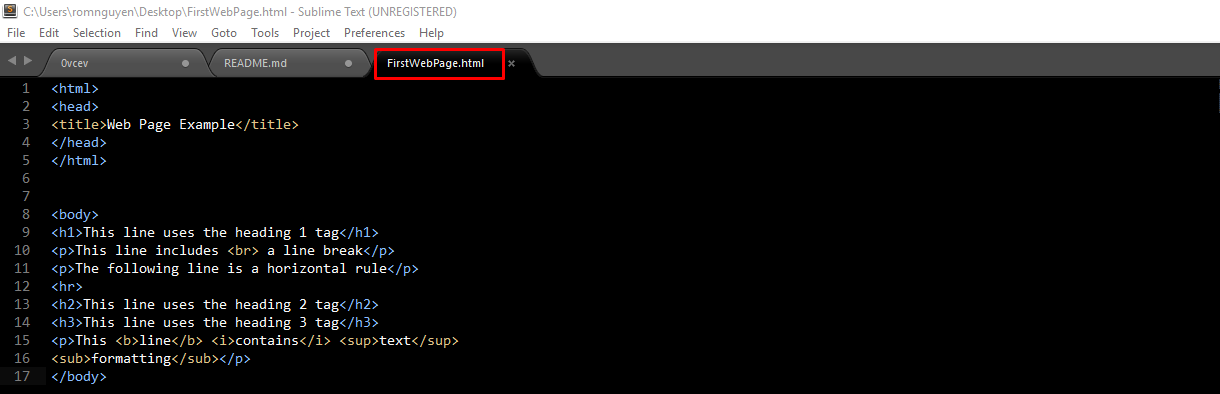 C:\Users\romnguyen\Desktop\FirstWebPage.html - Sublime Text (UNREGISTERED)
File Edit Selection Find View Goto Tools Project Preferences Help
0vcev README.md FirstWebPage.html
1 <html>
2 <head>
3 <title>Web Page Example</title>
4 </head>
5 </html>
6
7
8 <body>
9 <h1>This line uses the heading 1 tag</h1>
10 <p>This line includes <br> a line break</p>
11 <p>The following line is a horizontal rule</p>
12 <hr>
13 <h2>This line uses the heading 2 tag</h2>
14 <h3>This line uses the heading 3 tag</h3>
15 <p>This <b>line</b> <i>contains</i> <sup>text</sup>
16 <sub>formatting</sub></p>
17 </body>